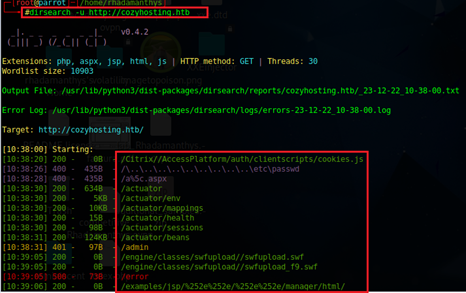 [root@parrot]-[/home/rhadamanthys]
#dirsearch -u http://cozyhosting.htb
v0.4.2
Extensions: php, aspx, jsp, html, js | HTTP method: GET | Threads: 30
Wordlist size: 10903
Output File: /usr/lib/python3/dist-packages/dirsearch/reports/cozyhosting.htb/_23-12-22_10-38-00.txt
Error Log: /usr/lib/python3/dist-packages/dirsearch/logs/errors-23-12-22_10-38-00.log
Target: http://cozyhosting.htb/
[10:38:00] Starting:
[10:38:20] 200 - 0B - /Citrix//AccessPlatform/auth/clientscripts/cookies.js
[10:38:26] 400 - 435B - /\..\..\..\..\..\..\..\..\..\etc\passwd
[10:38:28] 400 - 435B - /a%5c.aspx
[10:38:30] 200 - 634B - /actuator
[10:38:30] 200 - 5KB - /actuator/env
[10:38:30] 200 - 10KB - /actuator/mappings
[10:38:30] 200 - 15B - /actuator/health
[10:38:30] 200 - 98B - /actuator/sessions
[10:38:31] 200 - 124KB - /actuator/beans
[10:38:31] 401 - 97B - /admin
[10:39:05] 200 - 0B - /engine/classes/swfupload//swfupload.swf
[10:39:05] 200 - 0B - /engine/classes/swfupload/swfupload_f9.swf
[10:39:05] 500 - 73B - /error
[10:39:06] 200 - 0B - /examples/jsp/%252e%252e/%252e%252e/manager/html/